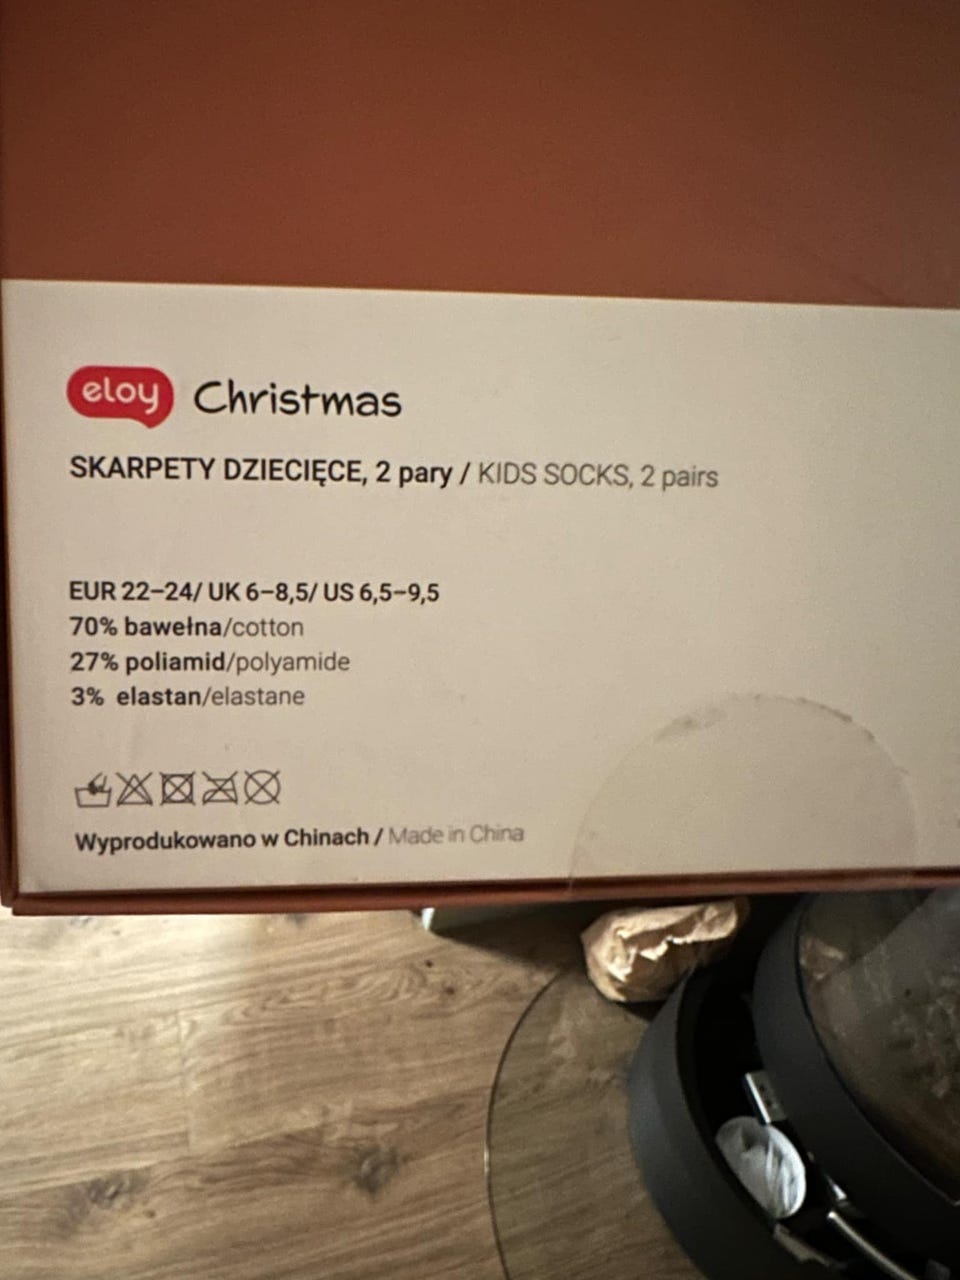 eloy Christmas
SKARPETY DZIECIĘCE, 2 pary / KIDS SOCKS, 2 pairs
EUR 22–24/ UK 6–8,5/ US 6,5–9,5
70% bawełna/cotton
27% poliamid/polyamide
3% elastan/elastane
Wyprodukowano w Chinach / Made in China